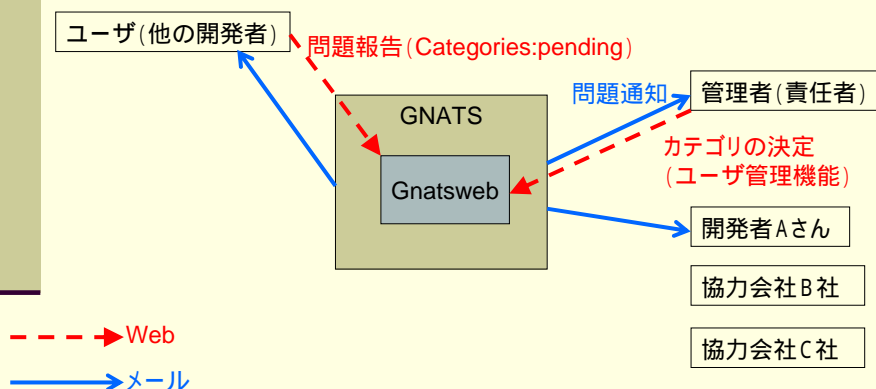 ユーザ(他の開発者)
問題報告(Categories:pending)
問題通知
管理者(責任者)
GNATS
カテゴリの決定
(ユーザ管理機能)
Gnatsweb
開発者Aさん
協力会社B社
Web
協力会社C社
メール